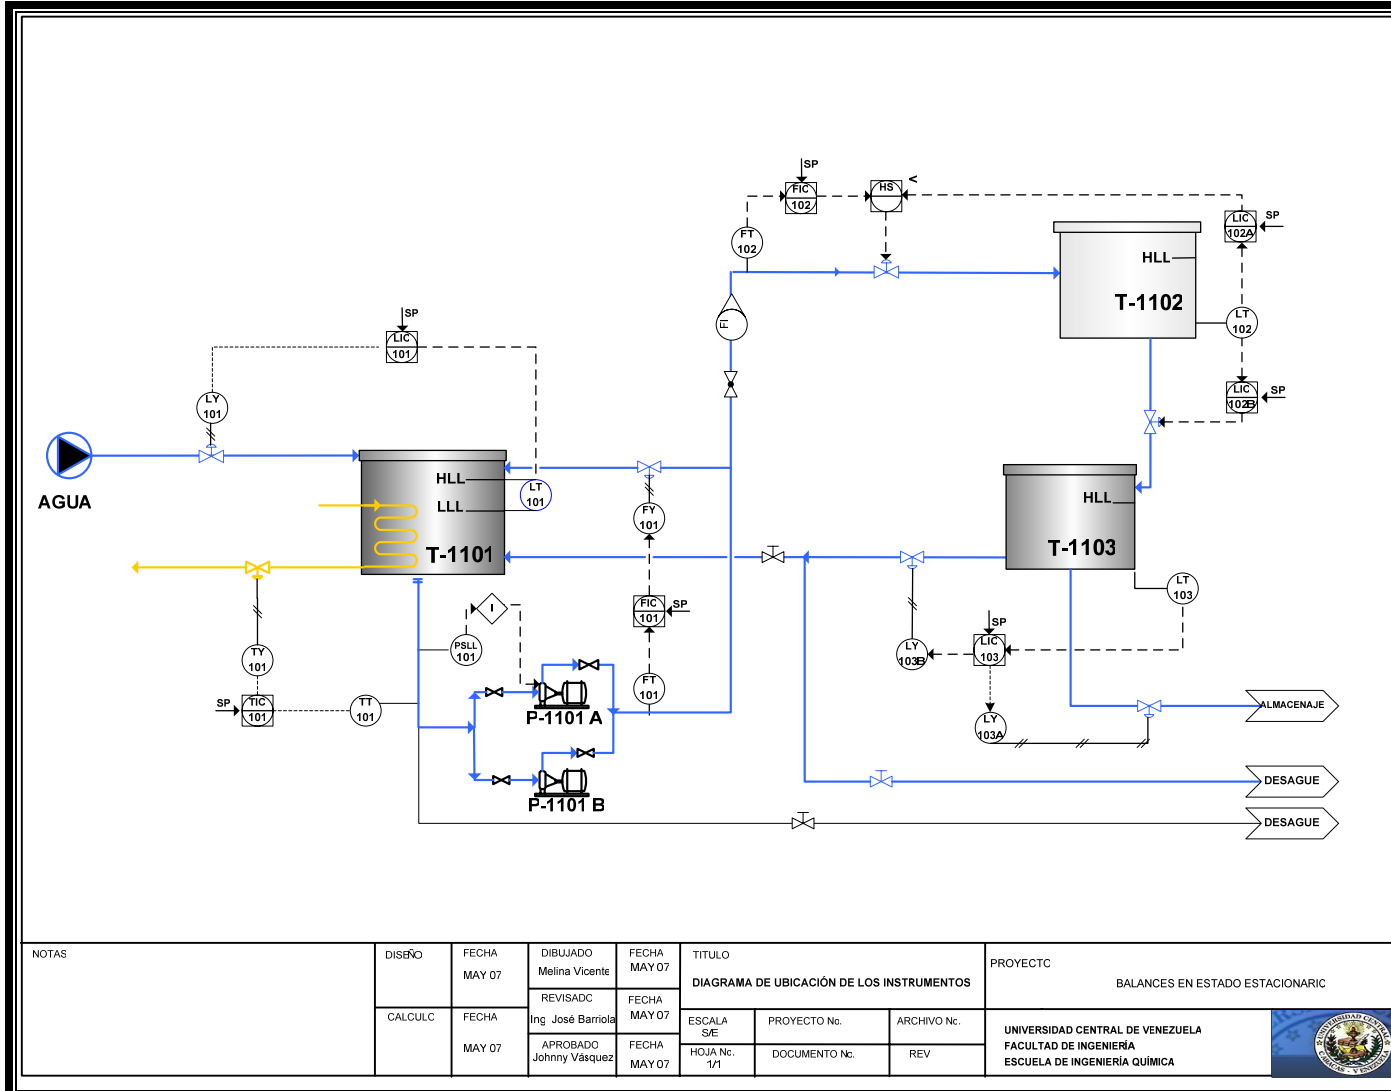 SP
FIC
102
HS
<
LIC
102A
SP
FT
102
HLL
T-1102
FI
LT
102
SP
LIC
101
LIC
102B
SP
LY
101
AGUA
HLL
LT
101
LLL
T-1101
FY
101
HLL
T-1103
LT
103
I
FIC
101
SP
SP
PSLL
101
LY
103B
LIC
103
TY
101
FT
101
SP
TIC
101
TT
101
P-1101 A
LY
103A
ALMACENAJE
P-1101 B
DESAGUE
DESAGUE
NOTAS
DISEÑO
FECHA
MAY 07
DIBUJADO
Melina Vicente
FECHA
MAY 07
TITULO
DIAGRAMA DE UBICACIÓN DE LOS INSTRUMENTOS
PROYECTO
BALANCES EN ESTADO ESTACIONARIO
CALCULO
FECHA
MAY 07
REVISADO
Ing José Barriola
FECHA
MAY 07
APROBADO
Johnny Vásquez
FECHA
MAY 07
ESCALA
S/E
PROYECTO No.
ARCHIVO No.
HOJA No.
1/1
DOCUMENTO No.
REV
UNIVERSIDAD CENTRAL DE VENEZUELA
FACULTAD DE INGENIERÍA
ESCUELA DE INGENIERÍA QUÍMICA
UNIVERSIDAD CENTRAL
CARACAS - VENEZUELA